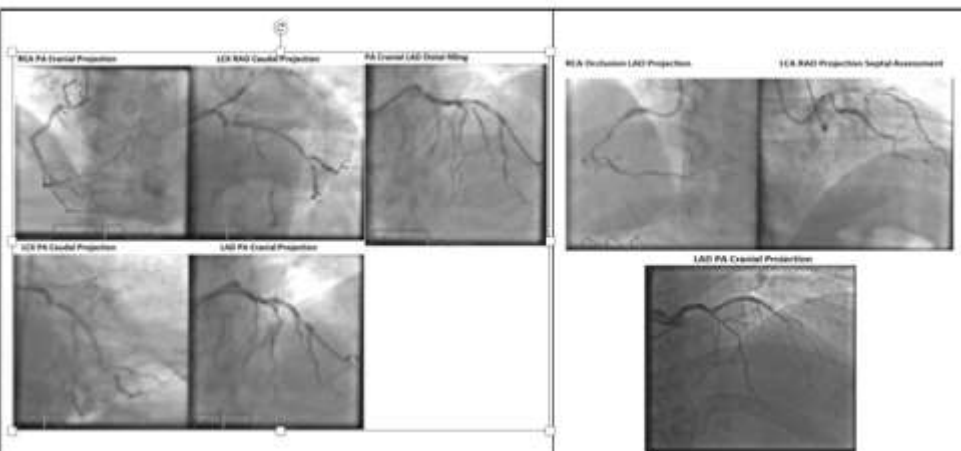 RCA PA Cranial Projection
LCX RAO Caudal Projection
PA Cranial LAD Distal filling
LCX PA Caudal Projection
LAD PA Cranial Projection
RCA Occlusion LAO Projection
LCA RAO Projection Septal Assessment
LAD PA Cranial Projection